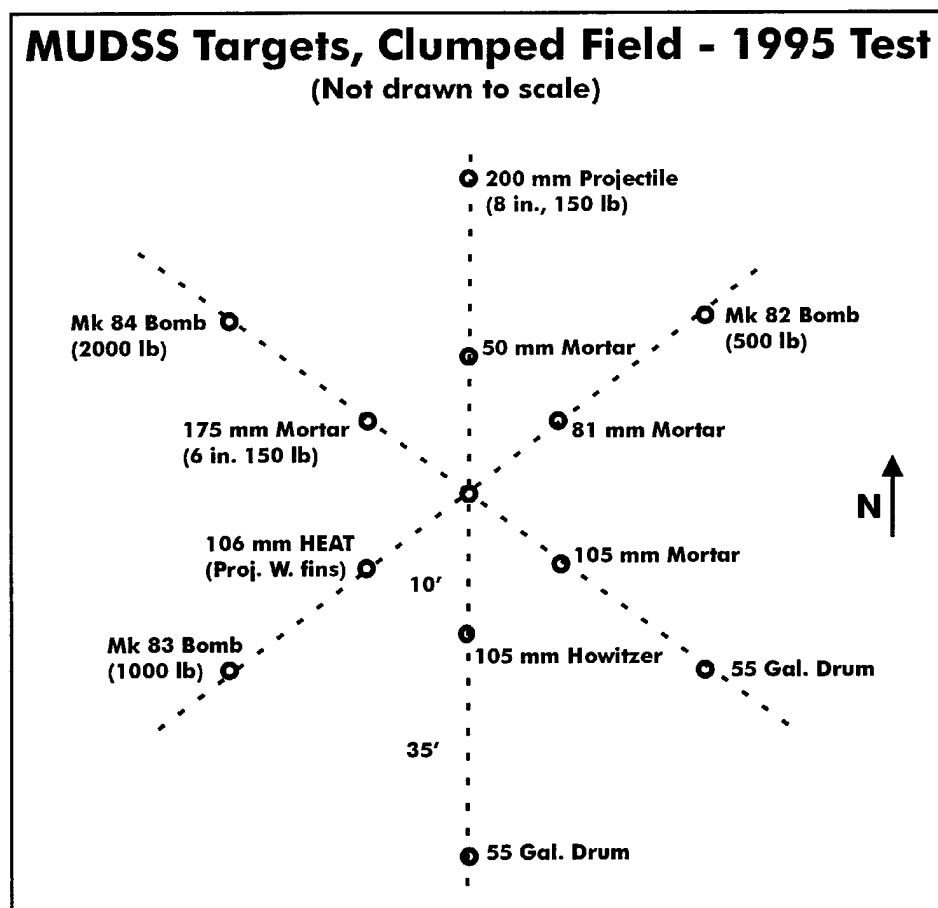 MUDSS Targets, Clumped Field - 1995 Test
(Not drawn to scale)
200 mm Projectile
(8 in., 150 lb)
Mk 84 Bomb
(2000 lb)
Mk 82 Bomb
(500 lb)
50 mm Mortar
175 mm Mortar
(6 in. 150 lb)
81 mm Mortar
N
106 mm HEAT
(Proj. W. fins)
105 mm Mortar
10'
Mk 83 Bomb
(1000 lb)
105 mm Howitzer
55 Gal. Drum
35'
55 Gal. Drum